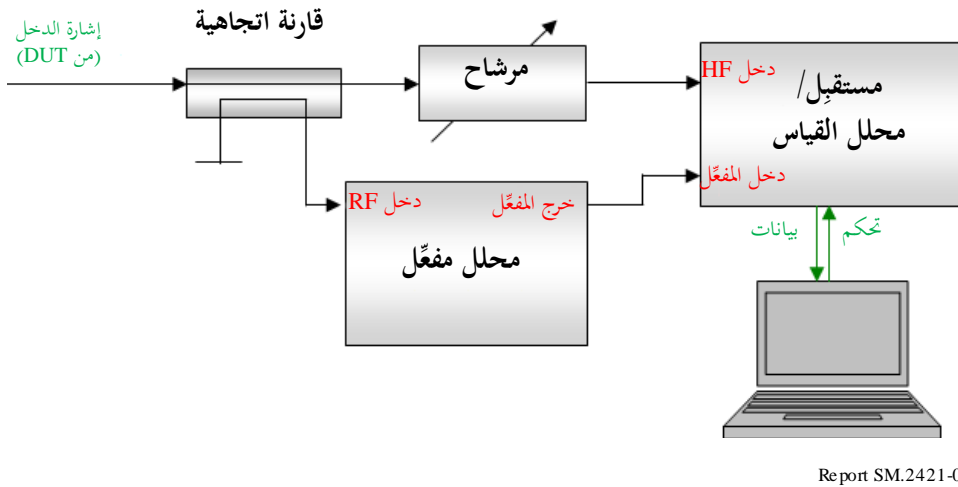 قارنة اتجاهية
إشارة الدخل
(من DUT)
مرشاح
دخل HF
مستقبِل/
محلل القياس
دخل المفعِّل
دخل RF
خرج المفعِّل
محلل مفعِّل
بيانات
تحكم
Report SM.2421-0